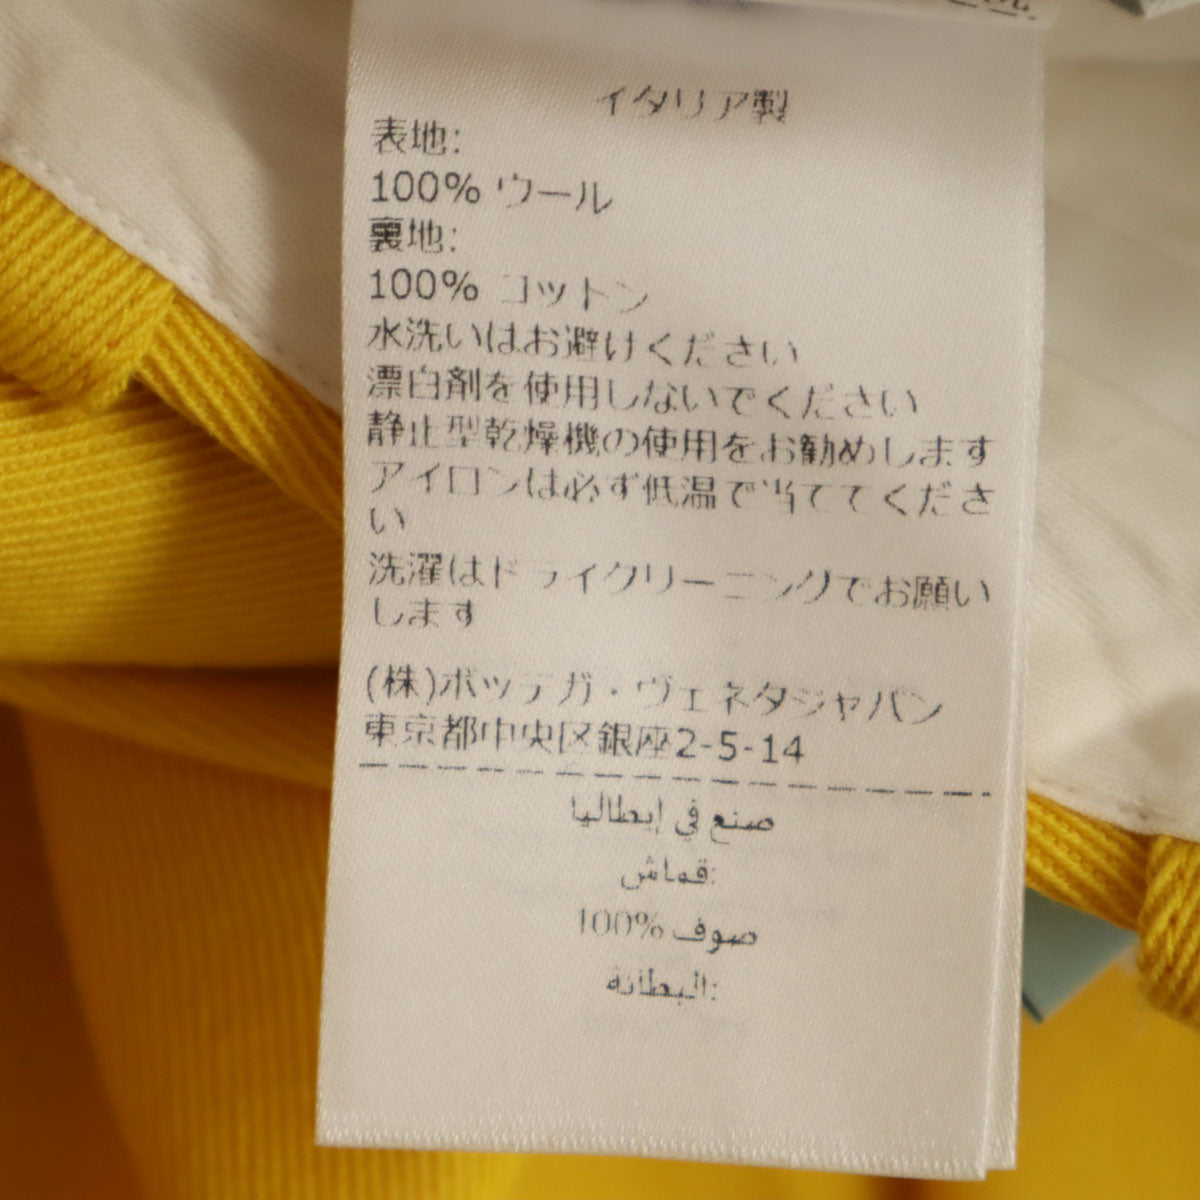 イタリア製
表地:
100% ウール
裏地:
100% コットン
水洗いはお避けください
漂白剤を使用しないでください
静止型乾燥機の使用をお勧めします
アイロンは必ず低温で当ててくださ
い
洗濯はドライクリーニングでお願い
します
(株)ボッテガ・ヴェネタジャパン
東京都中央区銀座2-5-14
صنع في إيطاليا
قماش:
100% صوف
البطانة: